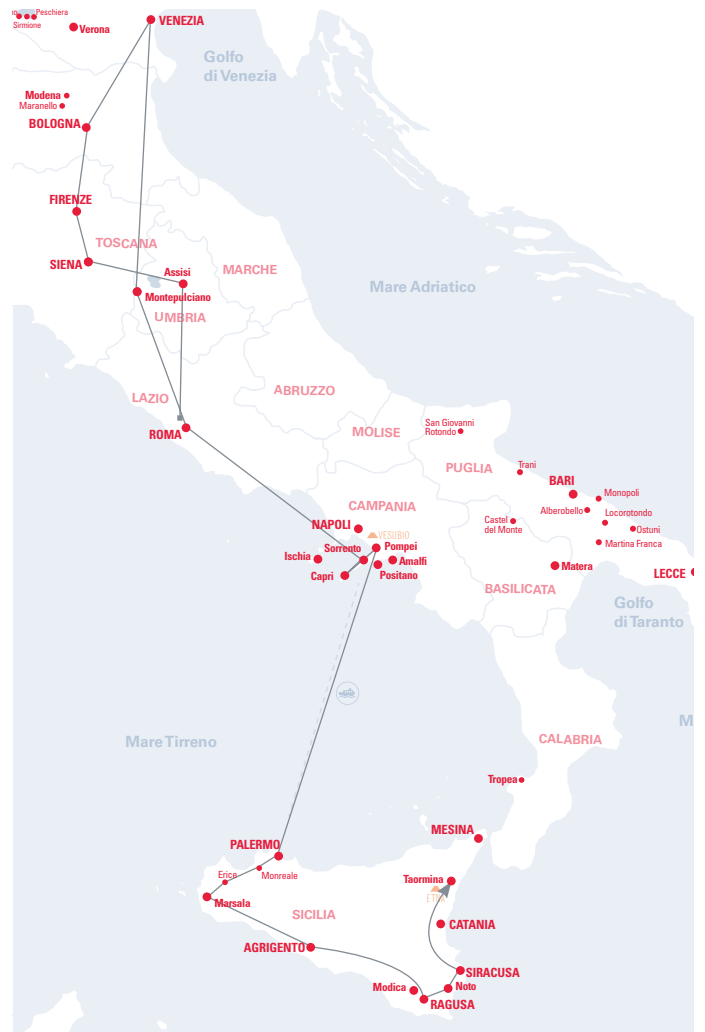 Peschiera
Sirmione
Verona
VENEZIA
Golfo
di Venezia
Modena
Maranello
BOLOGNA
FIRENZE
TOSCANA
SIENA
Assisi
MARCHE
Mare Adriatico
Montepulciano
UMBRIA
LAZIO
ABRUZZO
ROMA
MOLISE
San Giovanni
Rotondo
PUGLIA
Trani
BARI
Monopoli
CAMPANIA
Alberobello
Locorotondo
NAPOLI
VESUBIO
Castel
del Monte
Ostuni
Sorrento
Pompei
Martina Franca
Ischia
Amalfi
Capri
Positano
Matera
LECCE
BASILICATA
Golfo
di Taranto
Mare Tirreno
M
CALABRIA
Tropea
MESINA
PALERMO
Erice
Monreale
Taormina
ETNA
Marsala
SICILIA
CATANIA
AGRIGENTO
SIRACUSA
Modica
Noto
RAGUSA